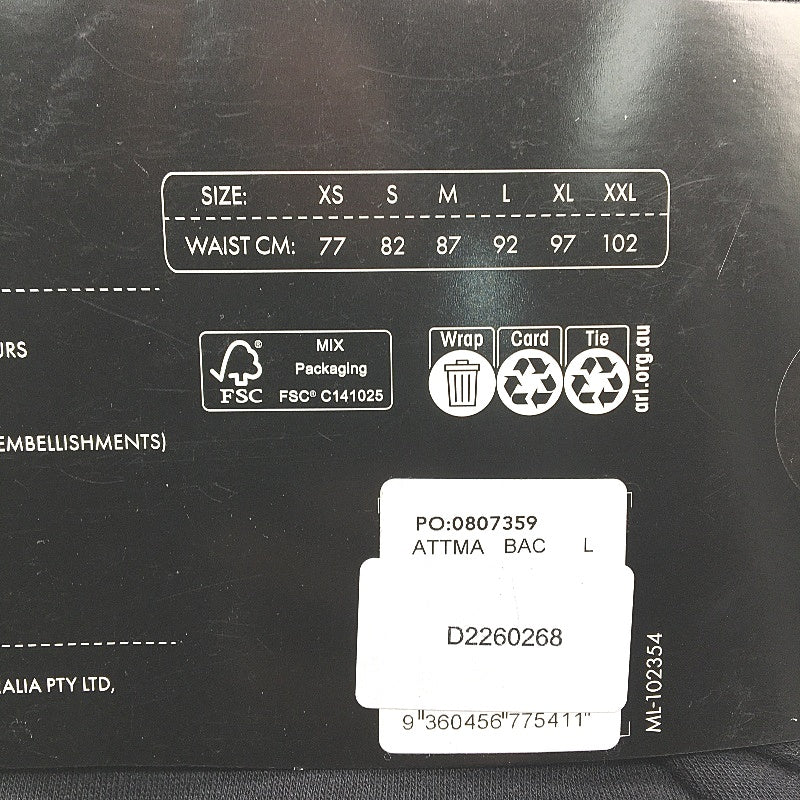 SIZE: XS S M L XL XXL
WAIST CM: 77 82 87 92 97 102
URS
MIX
Packaging
FSC® C141025
FSC
Wrap Card Tie
arl.org.au
EMBELLISHMENTS)
PO:0807359
ATTMA BAC L
D2260268
9"360456"775411"
ALIA PTY LTD,
ML-102354